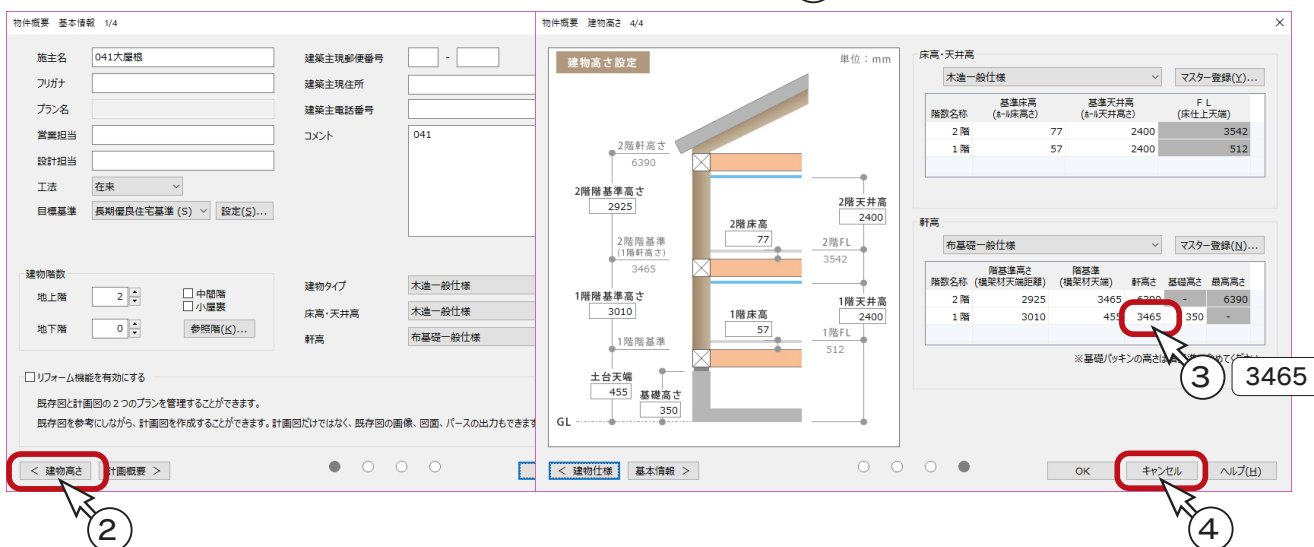 物件概要 基本情報 1/4
施主名 041大屋根
フリガナ
プラン名
営業担当
設計担当
工法 在来
目標基準 長期優良住宅基準 (S) 設定(S)...
建築主現郵便番号 -
建築主現住所
建築主電話番号
コメント 041
建物階数
地上階 2
中間階
小屋裏
地下階 0 参照階(K)...
建物タイプ 木造一般仕様
床高・天井高 木造一般仕様
軒高 布基礎一般仕様
リフォーム機能を有効にする
既存図と計画図の2つのプランを管理することができます。
既存図を参考にしながら、計画図を作成することができます。計画図だけではなく、既存図の画像、図面、パースの出力もできます
< 建物高さ 計画概要 >
②
物件概要 建物高さ 4/4
建物高さ設定 単位：mm
2階軒高さ
6390
2階階基準高さ
2925
2階天井高
2400
2階床高
77
2階階基準
(1階軒高さ)
3465
2階FL
3542
1階階基準高さ
3010
1階天井高
2400
1階床高
57
1階階基準
1階FL
512
土台天端
455
基礎高さ
350
GL
床高・天井高
木造一般仕様 マスター登録(Y)...
階数名称 基準床高 (ホール床高さ) 基準天井高 (ホール天井高さ) FL (床仕上天端)
2階 77 2400 3542
1階 57 2400 512
軒高
布基礎一般仕様 マスター登録(N)...
階数名称 階基準高さ (横架材天端距離) 階基準 (横架材天端) 軒高さ 基礎高さ 最高高さ
2階 2925 3465 6390 - 6390
1階 3010 455 3465 350 -
※基礎パッキンの高さは
③ 3465
< 建物仕様 基本情報 >
OK キャンセル ヘルプ(H)
④